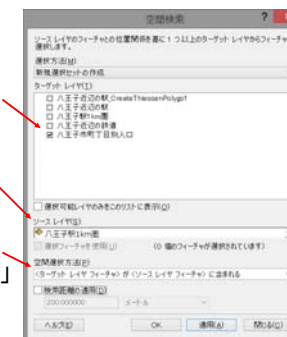 空間検索
?
ソース レイヤのフィーチャとの位置関係を基に 1 つ以上のターゲット レイヤからフィーチャ
選択します。
選択方法(M)
新規選択セットの作成
ターゲット レイヤ(T):
八王子近辺の駅_CreateThiessenPolygo1
八王子近辺の駅
八王子駅1km圏
八王子近辺の鉄道
八王子市町丁目別人口
選択可能レイヤのみをこのリストに表示(O)
ソース レイヤ(S):
八王子駅1km圏
選択フィーチャを使用(U)
(0 個のフィーチャが選択されています)
空間選択方法(P):
<ターゲット レイヤ フィーチャ> が <ソース レイヤ フィーチャ> に含まれる
」
検索距離の適用(D)
200.000000
メートル
ヘルプ(E)
OK
適用(A)
閉じる(C)